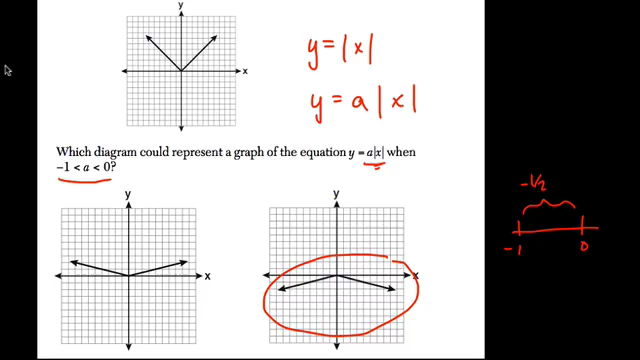 y
x
y = |x|
y = a |x|
Which diagram could represent a graph of the equation y = a|x| when
−1 < a < 0?
-1/2
-1 0
y
x
y
x